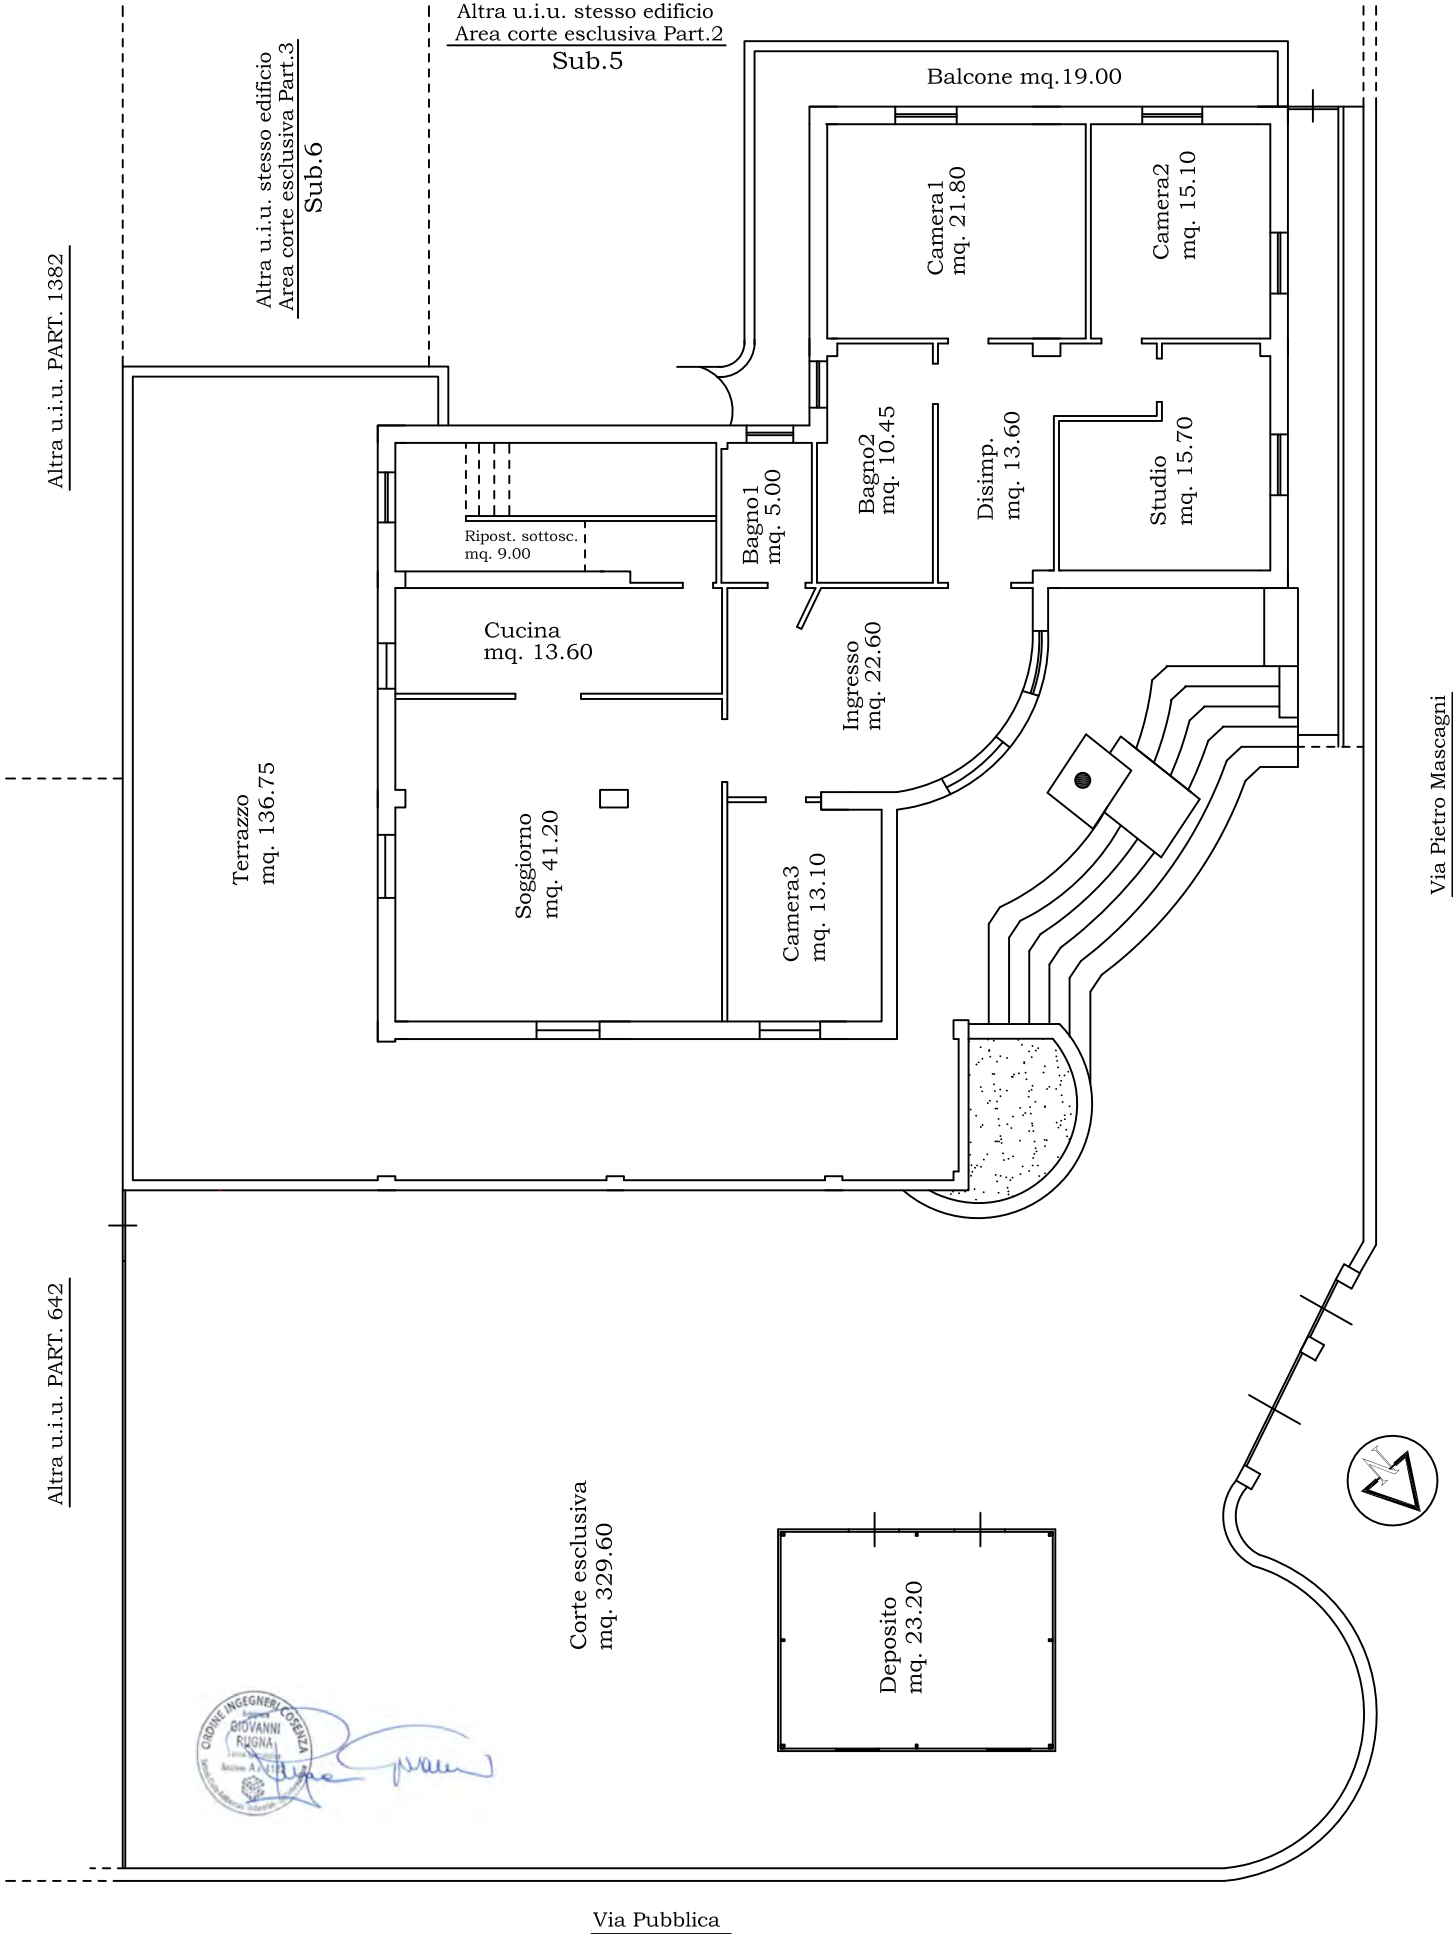 Altra u.i.u. stesso edificio
Area corte esclusiva Part.2
Sub.5
Altra u.i.u. stesso edificio
Area corte esclusiva Part.3
Sub.6
Balcone mq.19.00
Altra u.i.u. PART. 1382
Camera1
mq. 21.80
Camera2
mq. 15.10
Bagno2
mq. 10.45
Disimp.
mq. 13.60
Studio
mq. 15.70
Bagno1
mq. 5.00
Ripost. sottosc.
mq. 9.00
Cucina
mq. 13.60
Ingresso
mq. 22.60
Terrazzo
mq. 136.75
Soggiorno
mq. 41.20
Camera3
mq. 13.10
Via Pietro Mascagni
Altra u.i.u. PART. 642
N
Corte esclusiva
mq. 329.60
Deposito
mq. 23.20
ORDINE INGEGNERI COSENZA
GIOVANNI
RUGNA
Via Pubblica